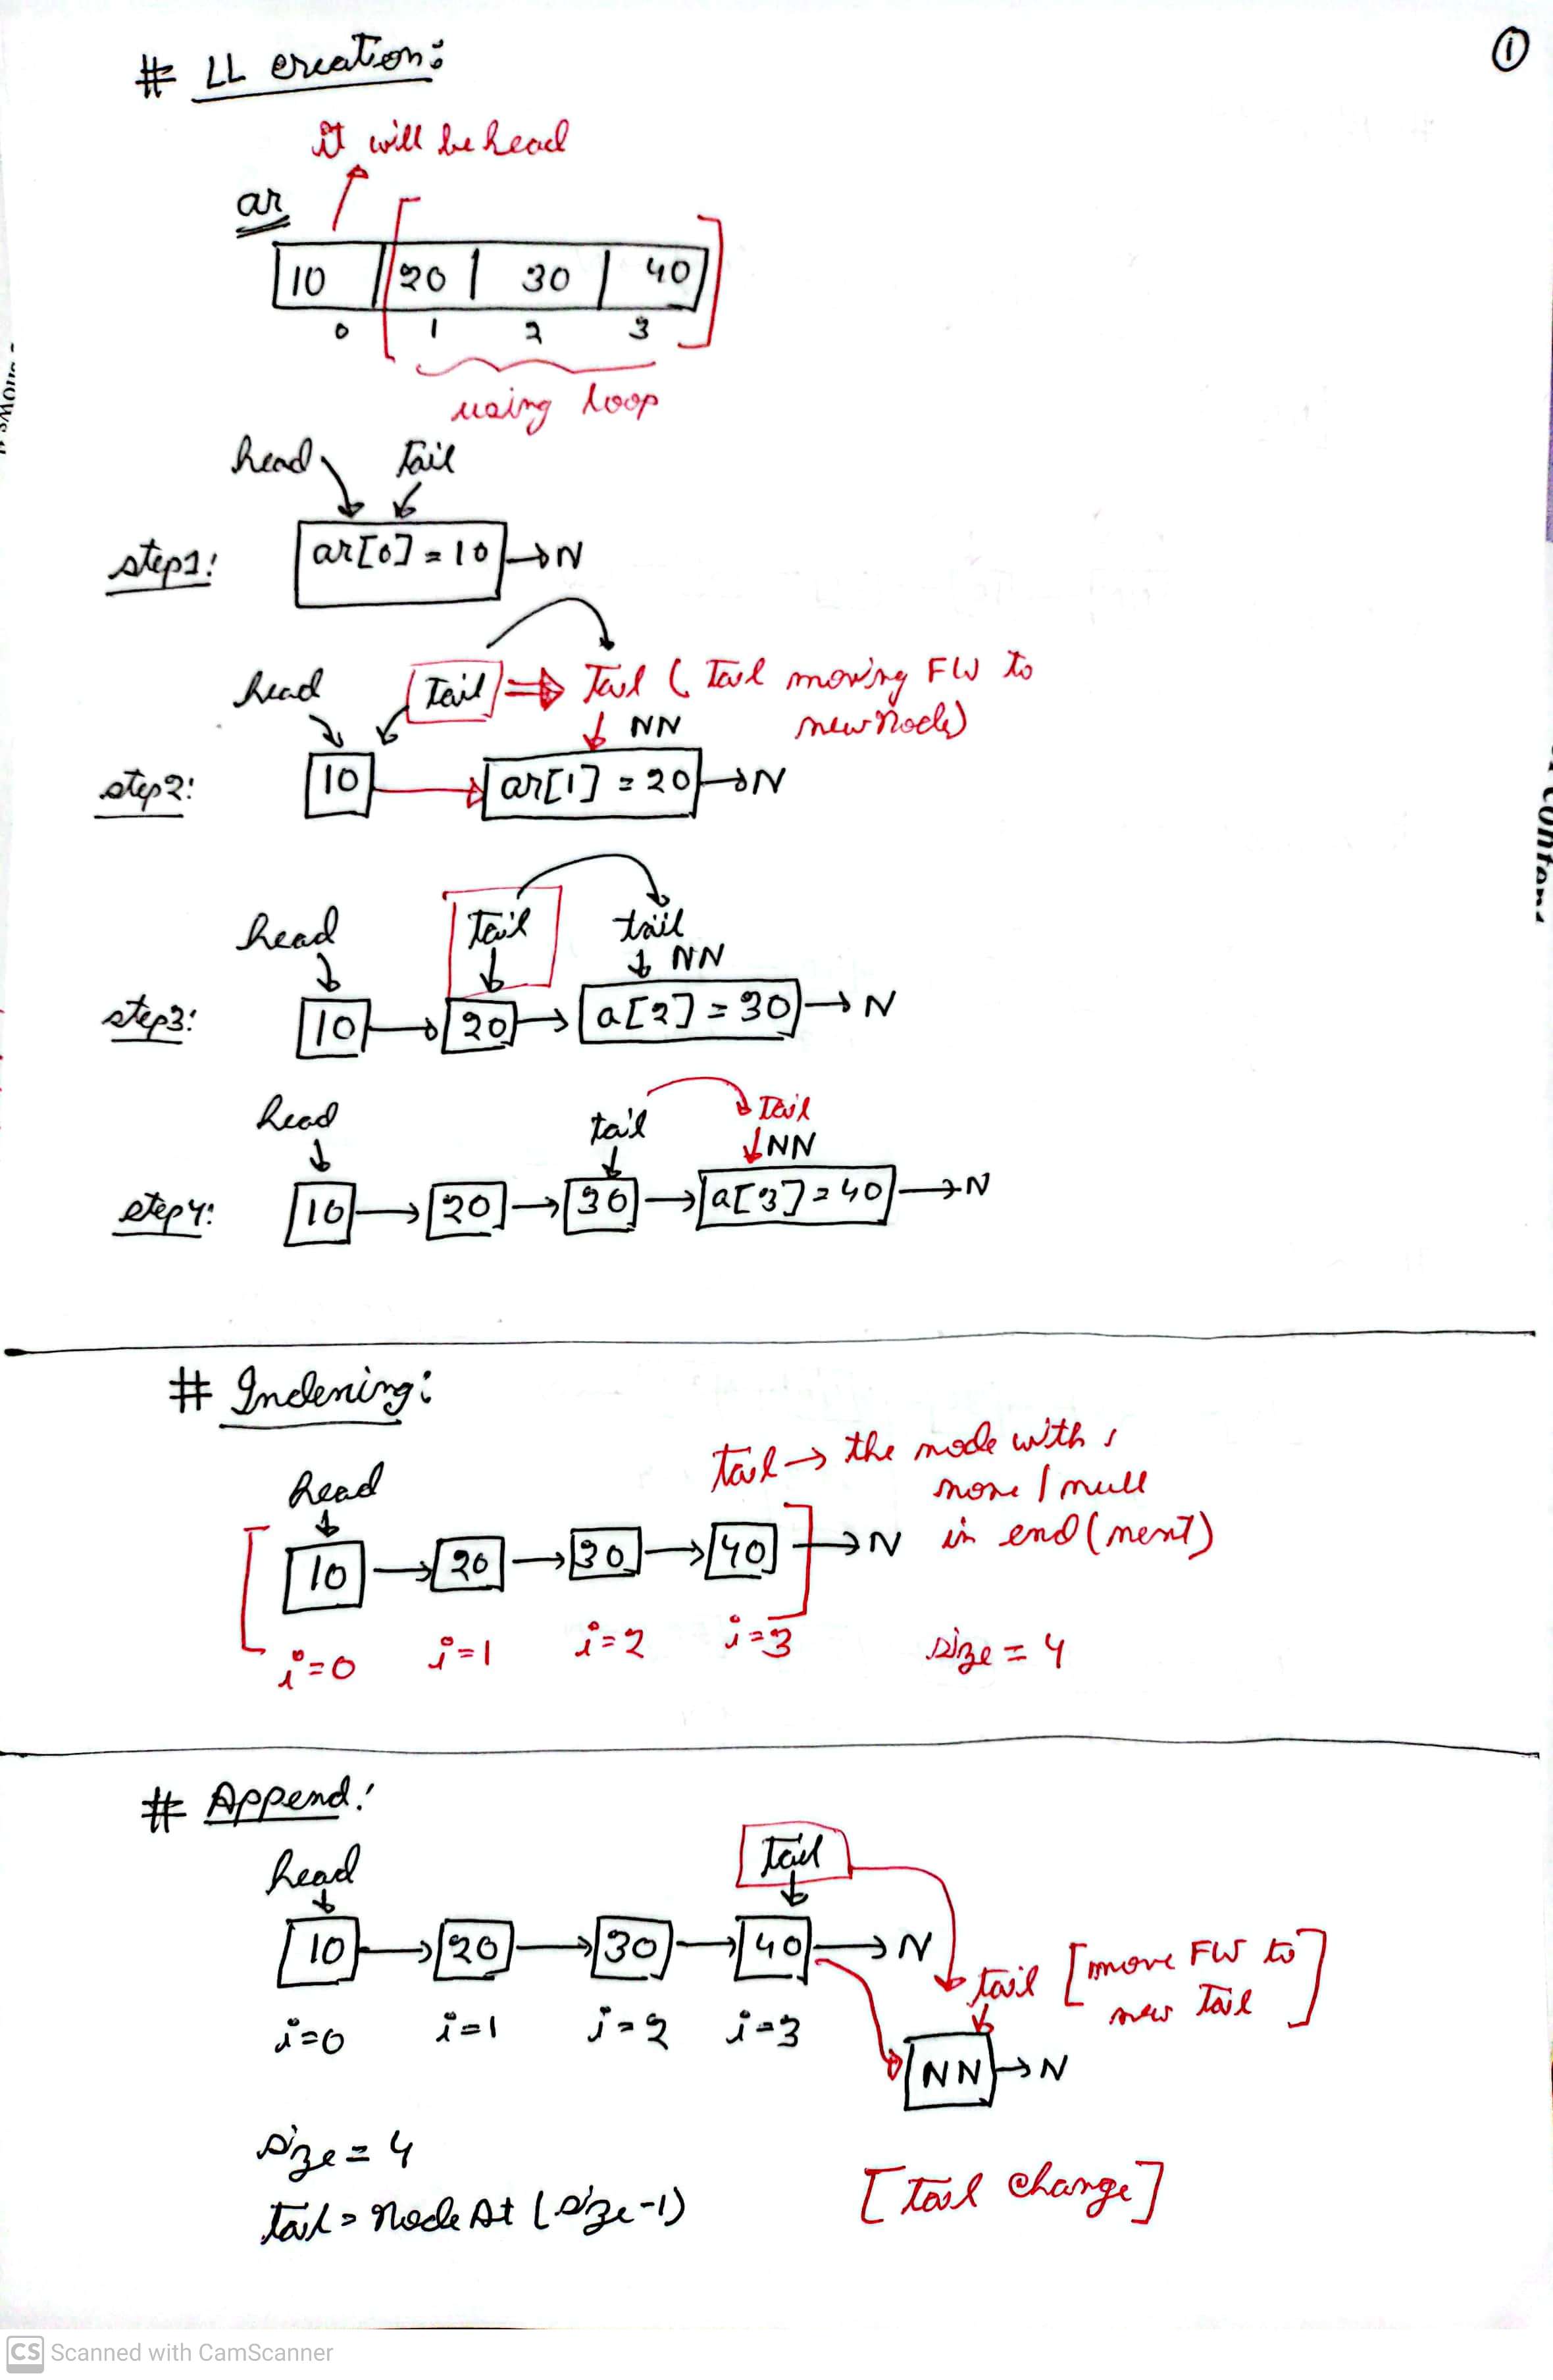 ①
# LL creation:
it will be head
ar
10 20 30 40
0 1 2 3
using loop
head Tail
step1: ar[0] = 10 → N
head Tail ⇒ Tail ( Tail moving FW to
NN new node)
step2: 10 → ar[1] = 20 → N
head Tail tail
NN
step3: 10 → 20 → a[2] = 30 → N
head tail Tail
NN
step4: 10 → 20 → 30 → a[3] = 40 → N
# Indexing:
tail → the node with
head none / null
10 → 20 → 30 → 40 → N in end (next)
i=0 i=1 i=2 i=3 size = 4
# Append:
head Tail
10 → 20 → 30 → 40 → N
tail [move FW to
new Tail]
i=0 i=1 i=2 i=3
NN → N
size = 4
[Tail change]
tail = NodeAt (size-1)
CS Scanned with CamScanner